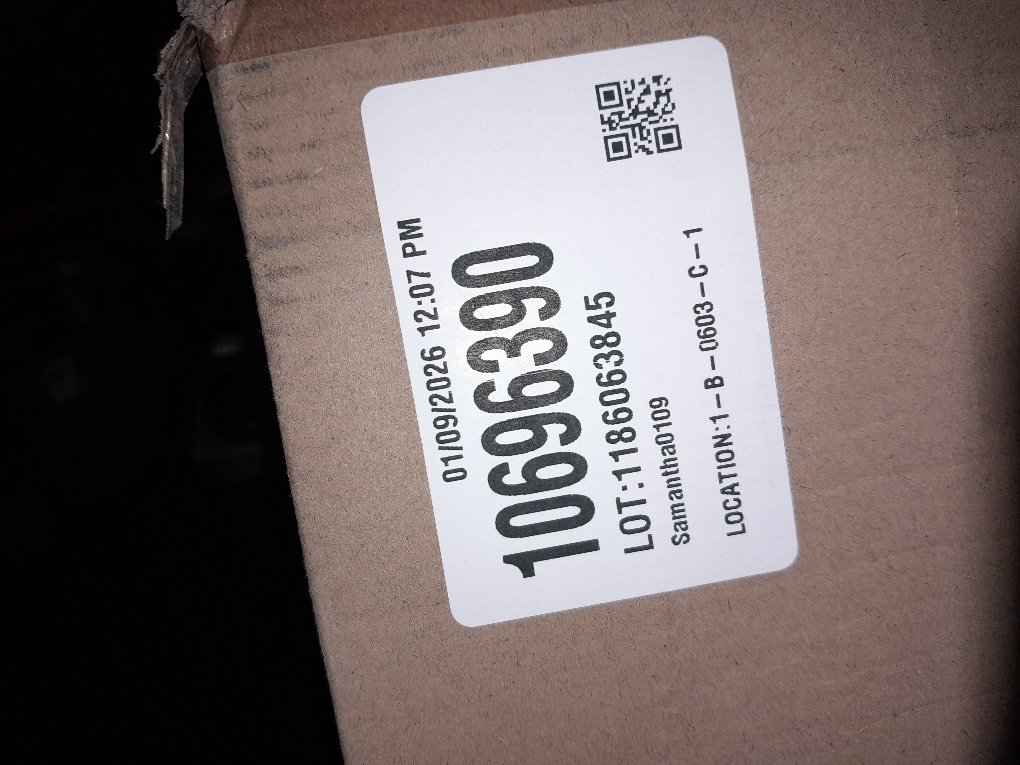 01/09/2026 12:07 PM
10696390
LOT:1186063845
Samantha0109
LOCATION:1-B-0603-C-1